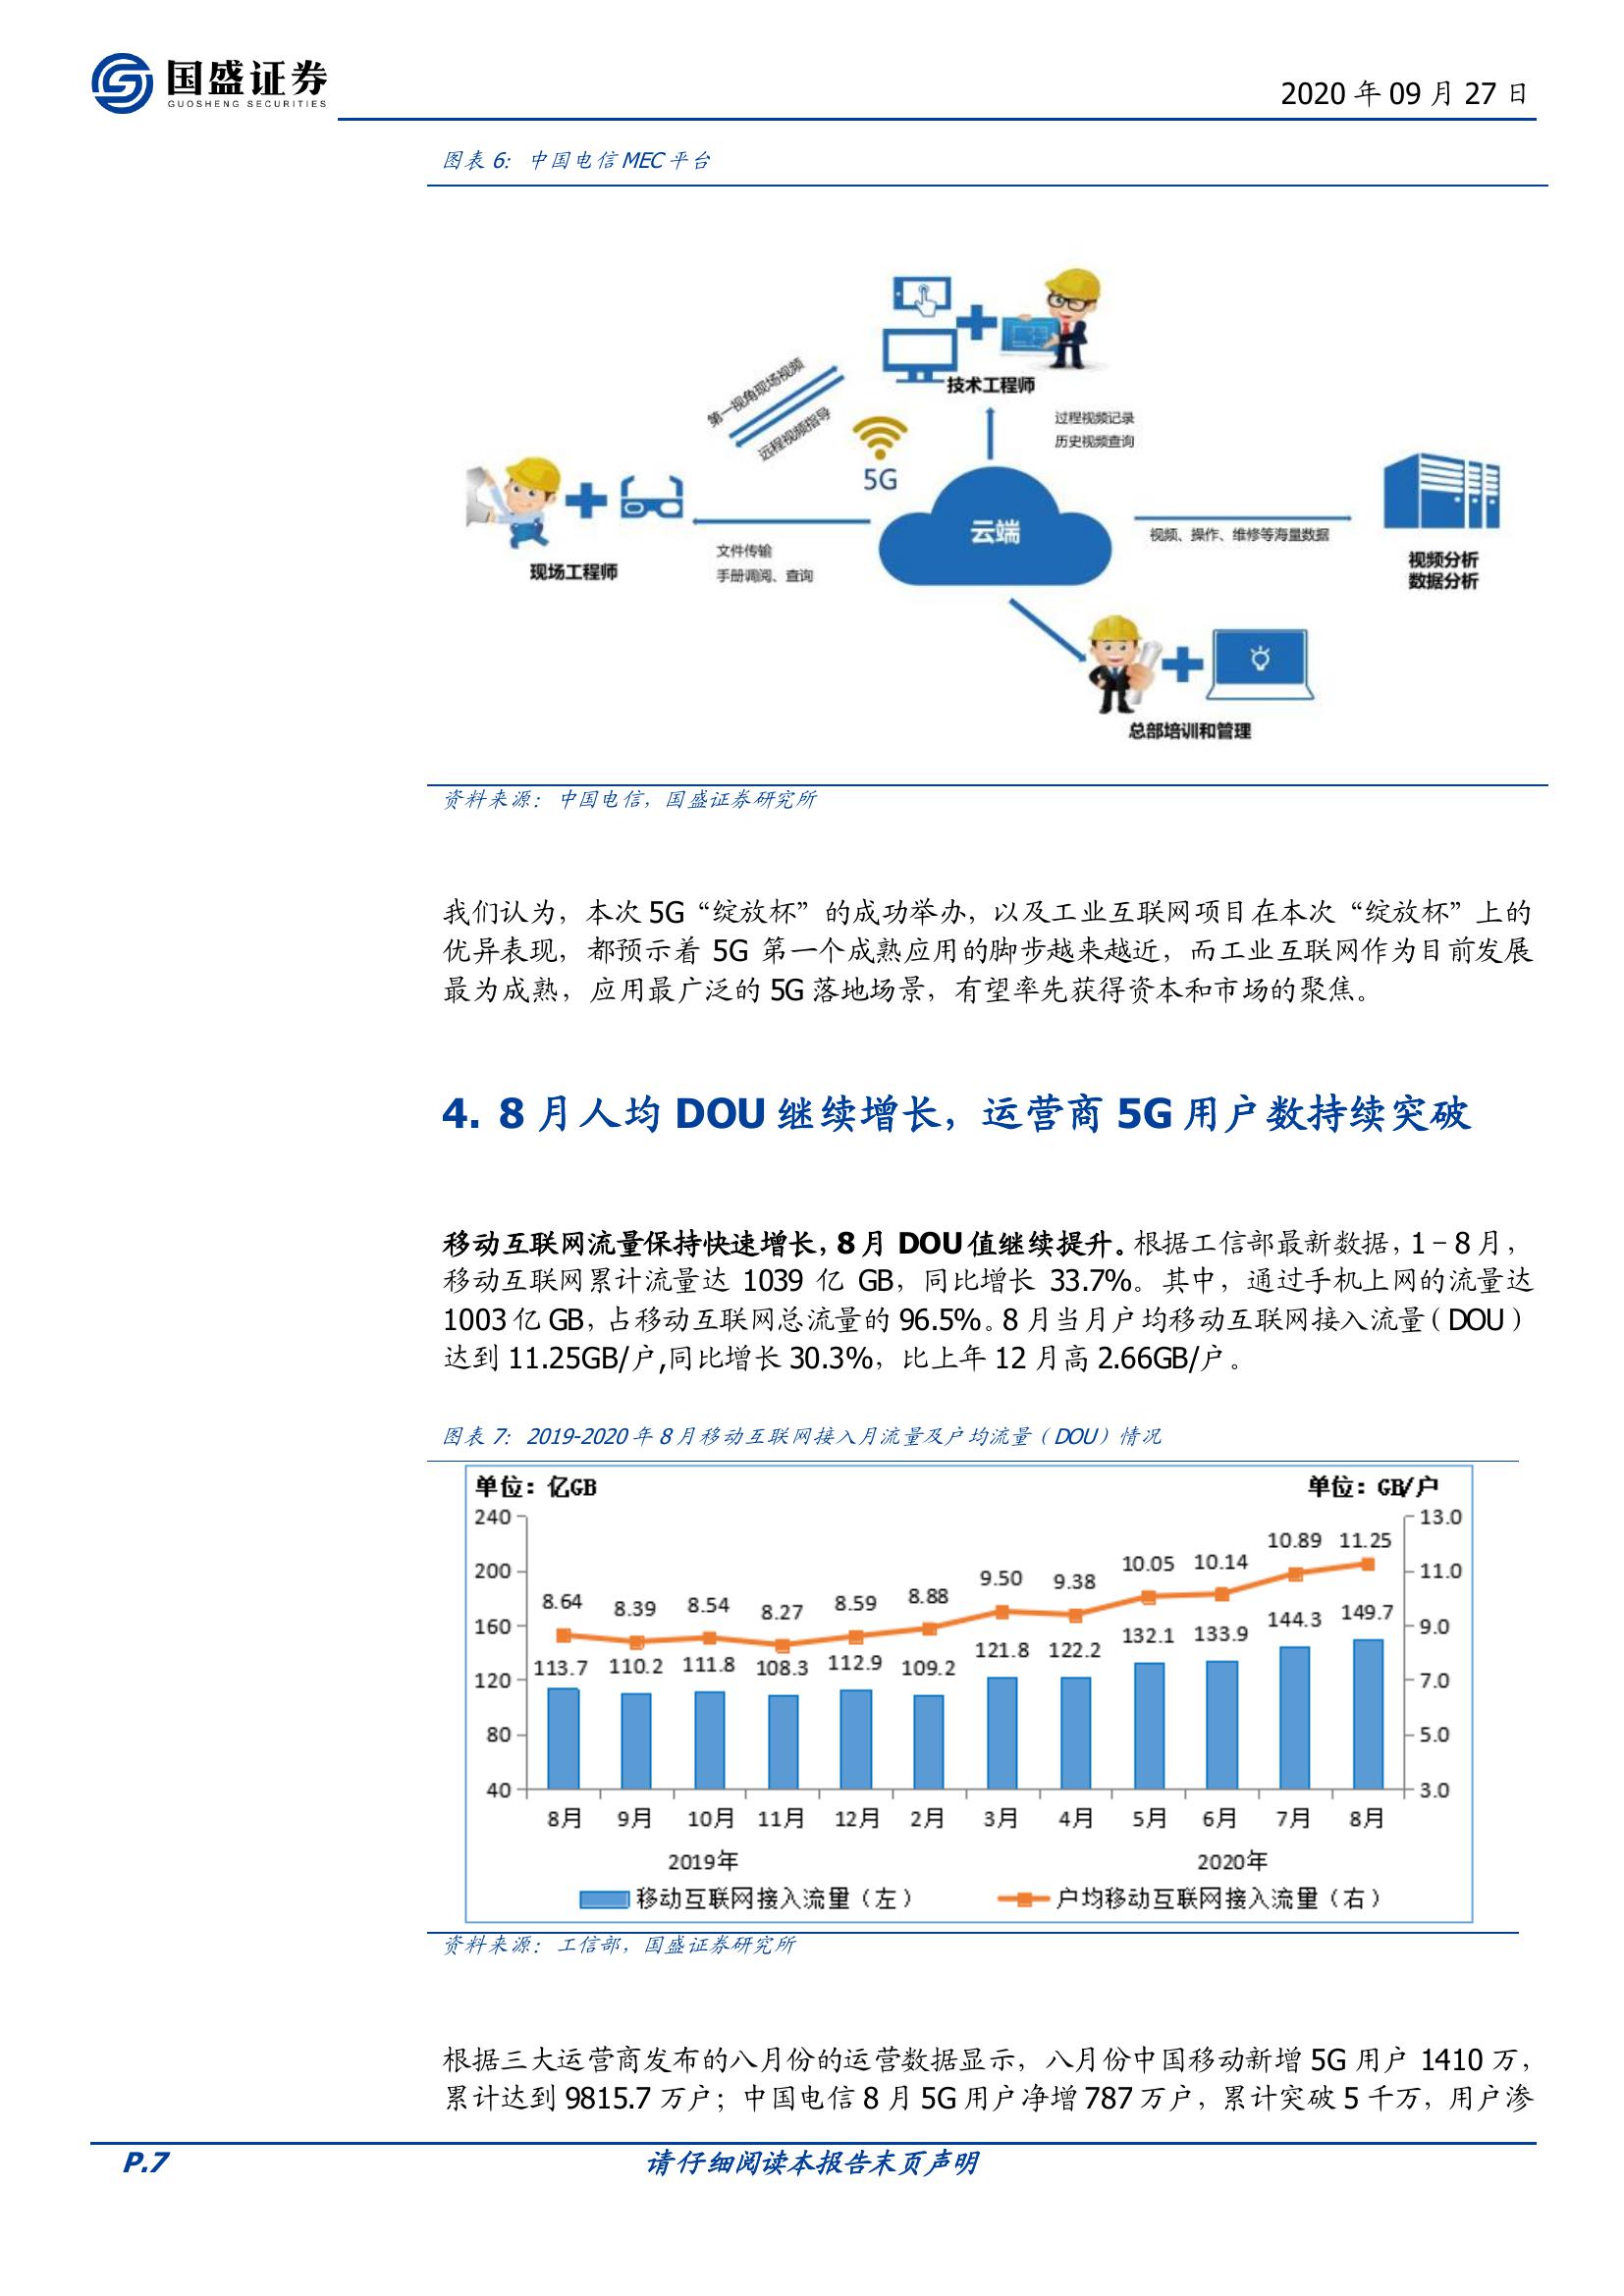 国盛证券
GUOSHENG SECURITIES
2020 年 09 月 27 日
图表 6： 中国电信 MEC 平台
技术工程师
第一视角现场视频
远程视频指导
过程视频记录
历史视频查询
5G
云端
视频、操作、维修等海量数据
现场工程师
文件传输
手册调阅、查询
视频分析
数据分析
总部培训和管理
资料来源：中国电信，国盛证券研究所
我们认为，本次 5G“绽放杯”的成功举办，以及工业互联网项目在本次“绽放杯”上的
优异表现，都预示着 5G 第一个成熟应用的脚步越来越近，而工业互联网作为目前发展
最为成熟，应用最广泛的 5G 落地场景，有望率先获得资本和市场的聚焦。
4. 8 月人均 DOU 继续增长，运营商 5G 用户数持续突破
移动互联网流量保持快速增长，8 月 DOU 值继续提升。根据工信部最新数据，1－8 月，
移动互联网累计流量达 1039 亿 GB，同比增长 33.7%。其中，通过手机上网的流量达
1003 亿 GB，占移动互联网总流量的 96.5%。8 月当月户均移动互联网接入流量（DOU）
达到 11.25GB/户,同比增长 30.3%，比上年 12 月高 2.66GB/户。
图表 7：2019-2020 年 8 月移动互联网接入月流量及户均流量（DOU）情况
单位：亿GB 单位：GB/户
240 13.0
10.89 11.25
200 10.05 10.14 11.0
8.64 8.39 8.54 8.27 8.59 8.88 9.50 9.38
160 144.3 149.7 9.0
113.7 110.2 111.8 108.3 112.9 109.2 121.8 122.2 132.1 133.9
120 7.0
80 5.0
40 3.0
8月 9月 10月 11月 12月 2月 3月 4月 5月 6月 7月 8月
2019年 2020年
移动互联网接入流量（左） 户均移动互联网接入流量（右）
资料来源：工信部，国盛证券研究所
根据三大运营商发布的八月份的运营数据显示，八月份中国移动新增 5G 用户 1410 万，
累计达到 9815.7 万户；中国电信 8 月 5G 用户净增 787 万户，累计突破 5 千万，用户渗
P.7 请仔细阅读本报告末页声明